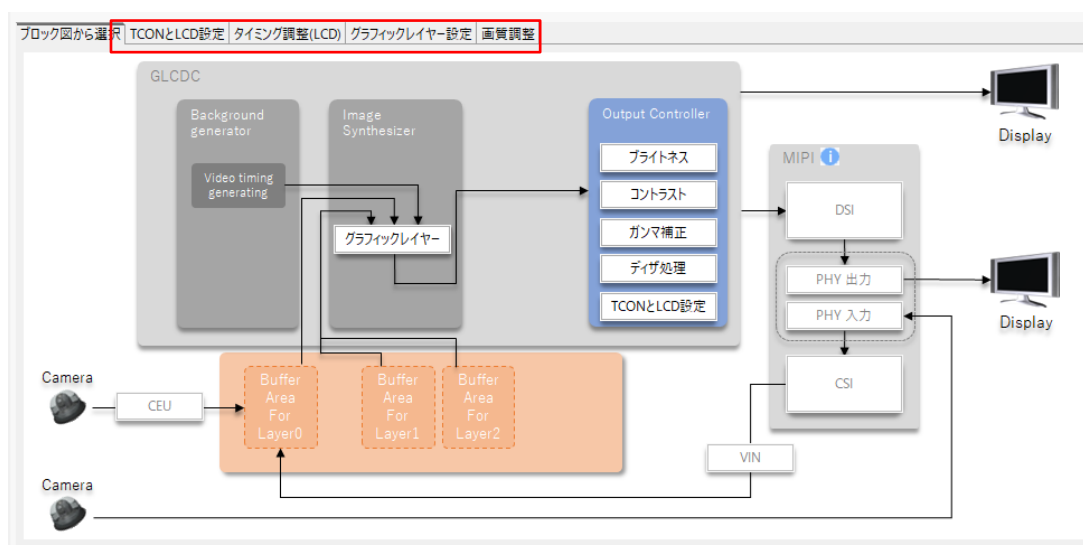 ブロック図から選択 TCONとLCD設定 タイミング調整(LCD) グラフィックレイヤー設定 画質調整
GLCDC
Background
generator
Video timing
generating
Image
Synthesizer
グラフィックレイヤー
Output Controller
ブライトネス
コントラスト
ガンマ補正
ディザ処理
TCONとLCD設定
Display
MIPI i
DSI
PHY 出力
PHY 入力
CSI
Display
Camera
CEU
Buffer
Area
For
Layer0
Buffer
Area
For
Layer1
Buffer
Area
For
Layer2
VIN
Camera